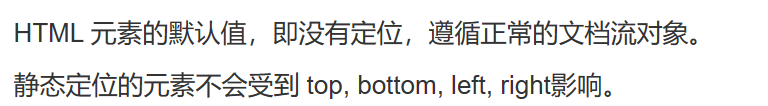 HTML 元素的默认值，即没有定位，遵循正常的文档流对象。
静态定位的元素不会受到 top, bottom, left, right影响。